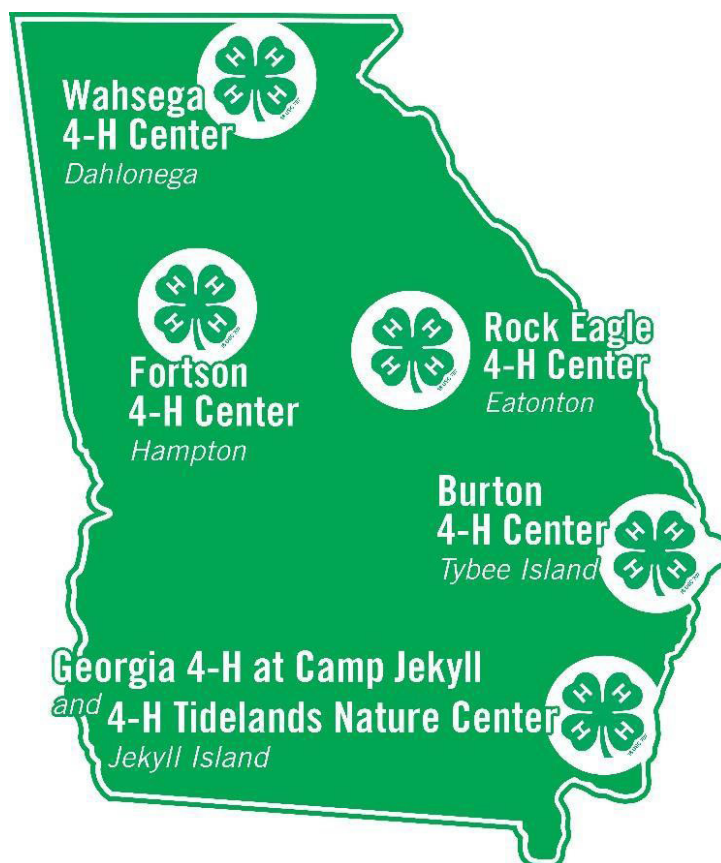 H H
H H
Wahsega
4-H Center
Dahlonega
H H
H H
Fortson
4-H Center
Hampton
H H
H H
Rock Eagle
4-H Center
Eatonton
Burton
4-H Center
Tybee Island
H H
H H
Georgia 4-H at Camp Jekyll
and 4-H Tidelands Nature Center
Jekyll Island
H H
H H